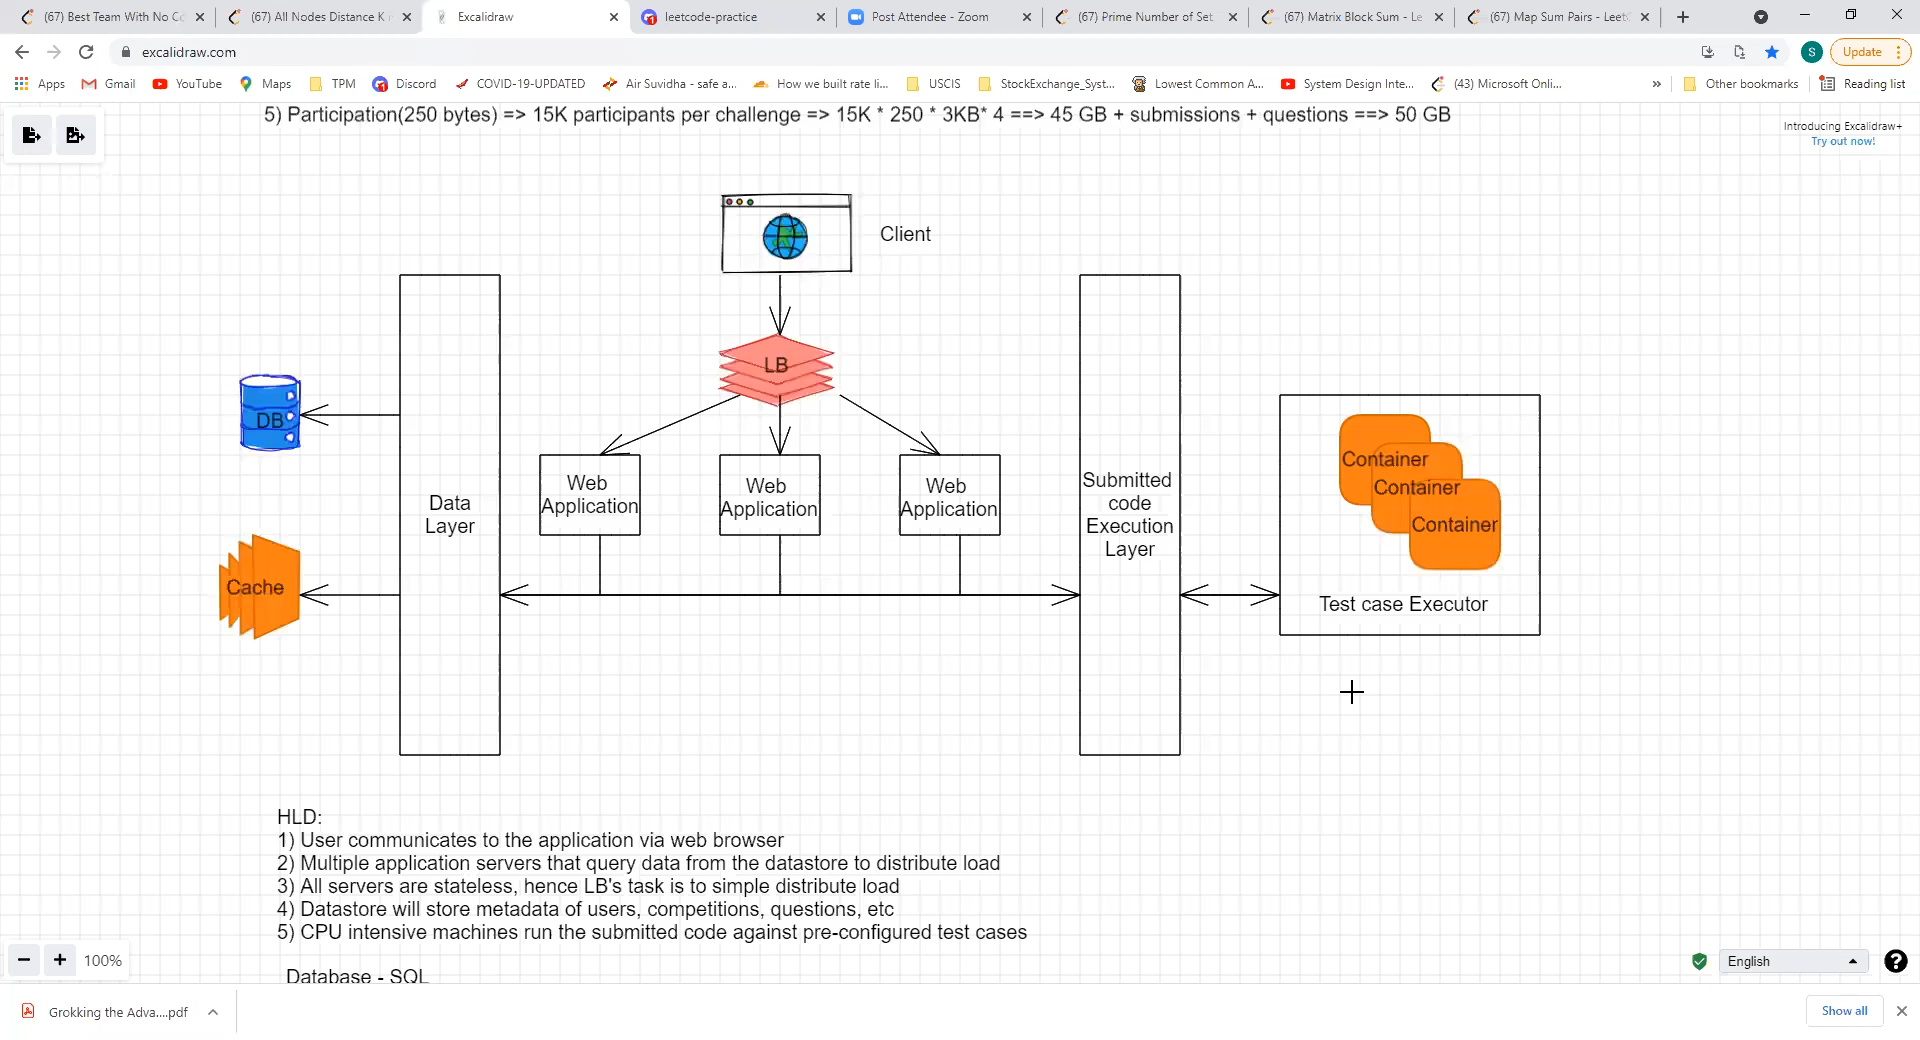 (67) Best Team With No Co
(67) All Nodes Distance K i
Excalidraw
leetcode-practice
Post Attendee - Zoom
(67) Prime Number of Set
(67) Matrix Block Sum - Le
(67) Map Sum Pairs - Leet
excalidraw.com
S
Update
Apps
Gmail
YouTube
Maps
TPM
Discord
COVID-19-UPDATED
Air Suvidha - safe a...
How we built rate li...
USCIS
StockExchange_Syst...
Lowest Common A...
System Design Inte...
(43) Microsoft Onli...
»
Other bookmarks
Reading list
5) Participation(250 bytes) => 15K participants per challenge => 15K * 250 * 3KB* 4 ==> 45 GB + submissions + questions ==> 50 GB
Introducing Excalidraw+
Try out now!
Client
LB
DB
Cache
Data
Layer
Web
Application
Web
Application
Web
Application
Submitted
code
Execution
Layer
Container
Container
Container
Test case Executor
HLD:
1) User communicates to the application via web browser
2) Multiple application servers that query data from the datastore to distribute load
3) All servers are stateless, hence LB's task is to simple distribute load
4) Datastore will store metadata of users, competitions, questions, etc
5) CPU intensive machines run the submitted code against pre-configured test cases
Database - SQL
100%
English
Grokking the Adva....pdf
Show all